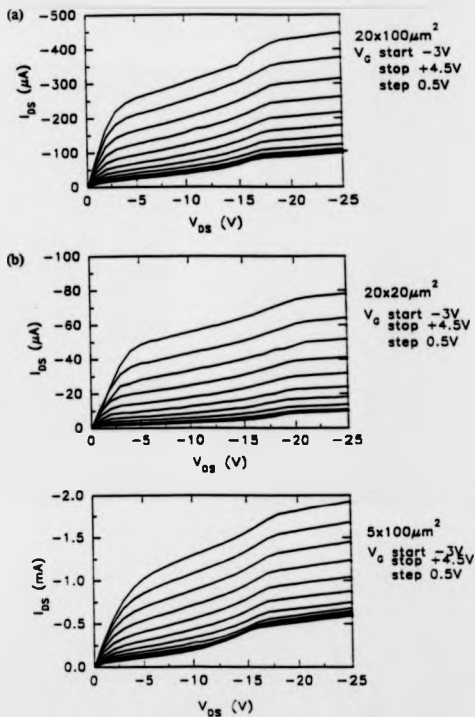 (a)
-500
-400
-300
-200
-100
0
I_DS (μA)
0 -5 -10 -15 -20 -25
V_DS (V)
20x100μm²
V_G start -3V
stop +4.5V
step 0.5V
(b)
-100
-80
-60
-40
-20
0
I_DS (μA)
0 -5 -10 -15 -20 -25
V_DS (V)
20x20μm²
V_G start -3V
stop +4.5V
step 0.5V
-2.0
-1.5
-1.0
-0.5
0.0
I_DS (mA)
0 -5 -10 -15 -20 -25
V_DS (V)
5x100μm²
V_G start -3V
stop +4.5V
step 0.5V